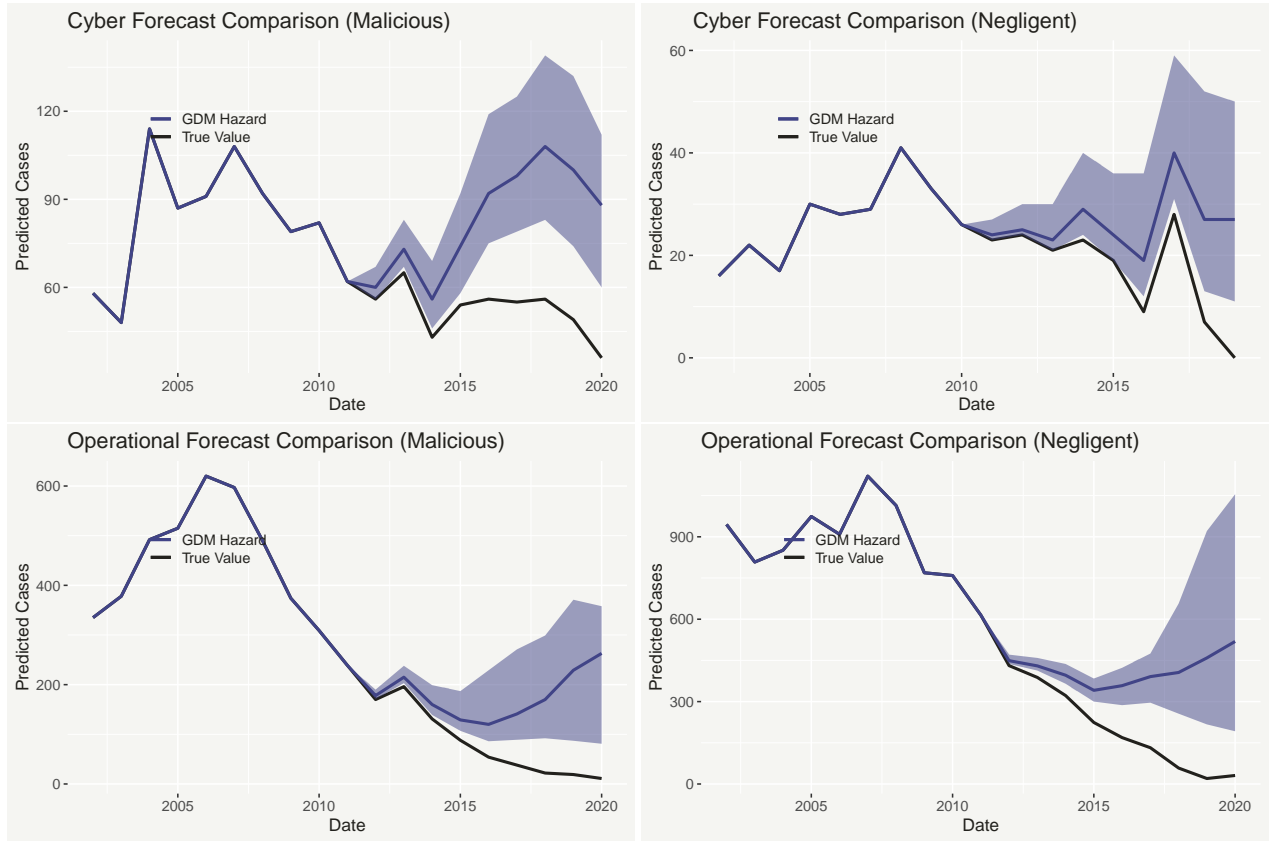 Cyber Forecast Comparison (Malicious)
Predicted Cases
120
90
60
GDM Hazard
True Value
2005 2010 2015 2020
Date
Cyber Forecast Comparison (Negligent)
Predicted Cases
60
40
20
0
GDM Hazard
True Value
2005 2010 2015
Date
Operational Forecast Comparison (Malicious)
Predicted Cases
600
400
200
0
GDM Hazard
True Value
2005 2010 2015 2020
Date
Operational Forecast Comparison (Negligent)
Predicted Cases
900
600
300
0
GDM Hazard
True Value
2005 2010 2015 2020
Date